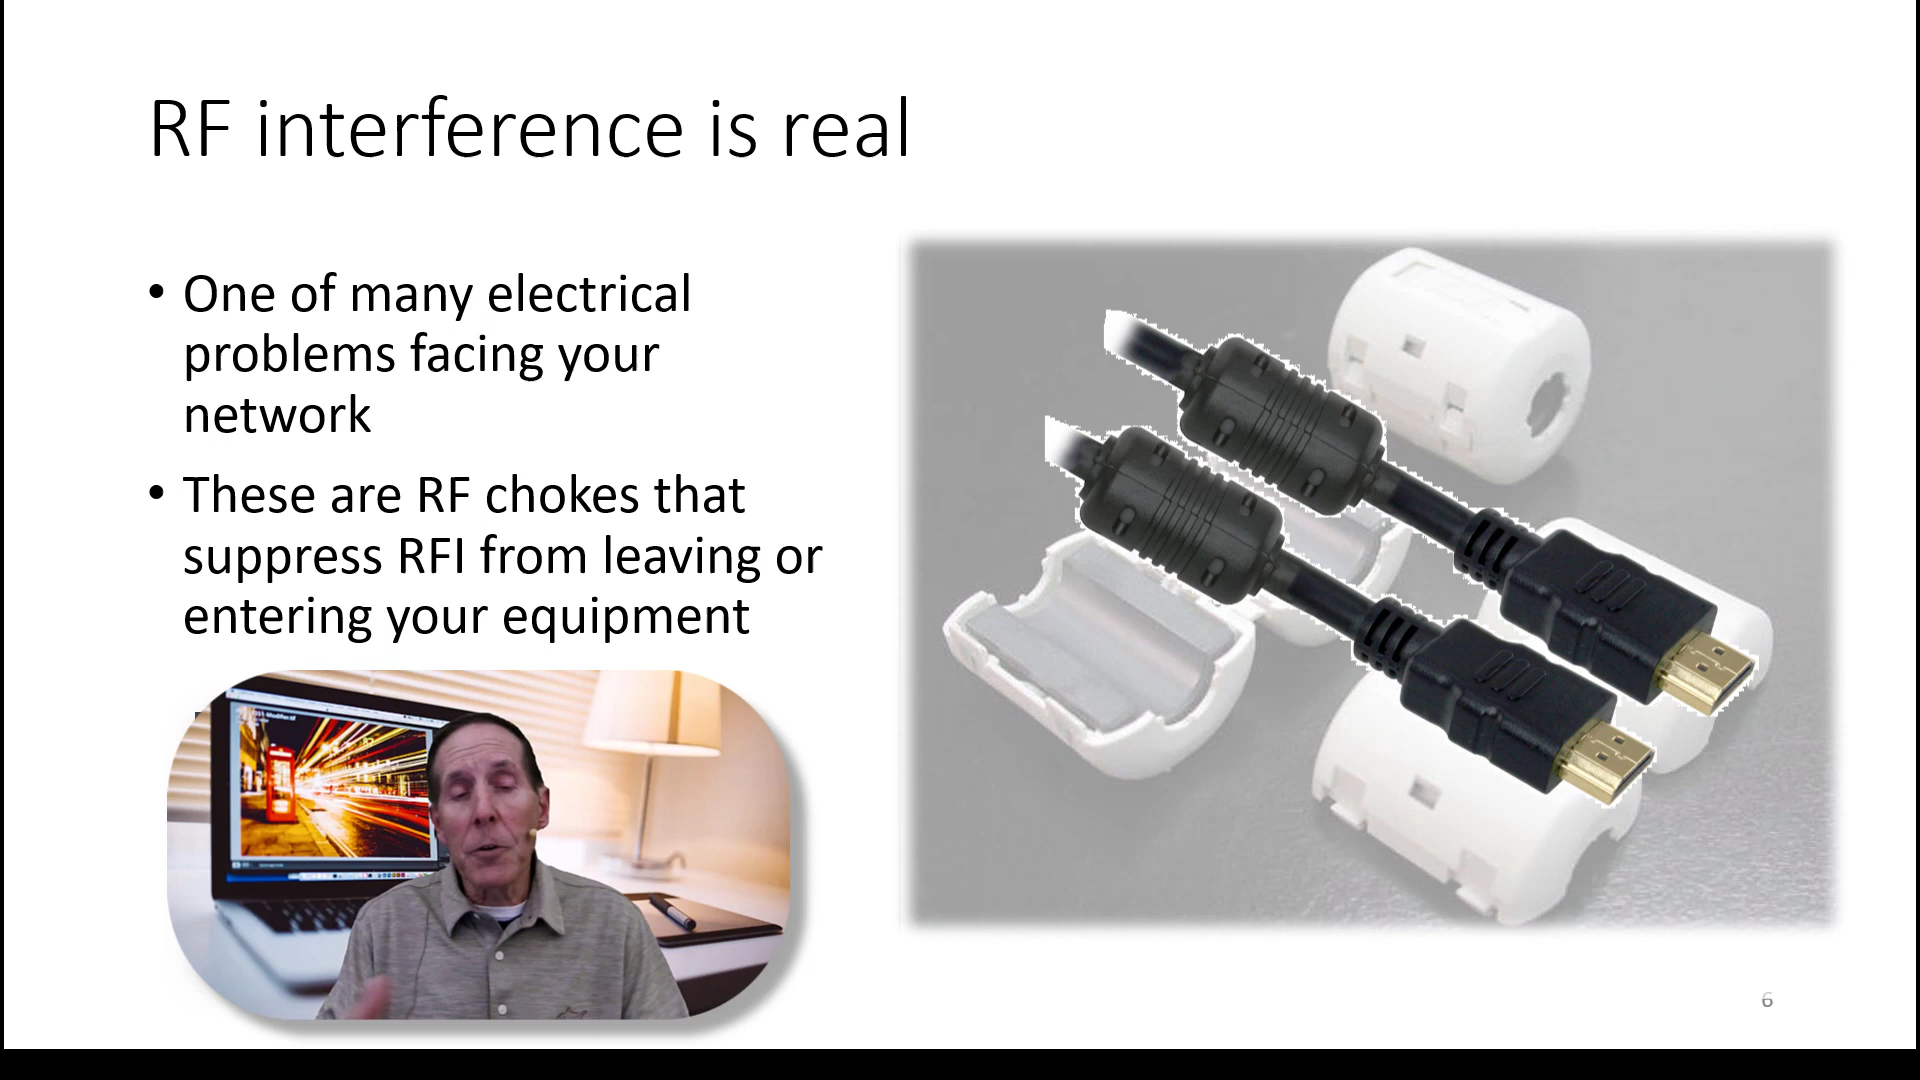 RF interference is real
• One of many electrical
problems facing your
network
• These are RF chokes that
suppress RFI from leaving or
entering your equipment
6